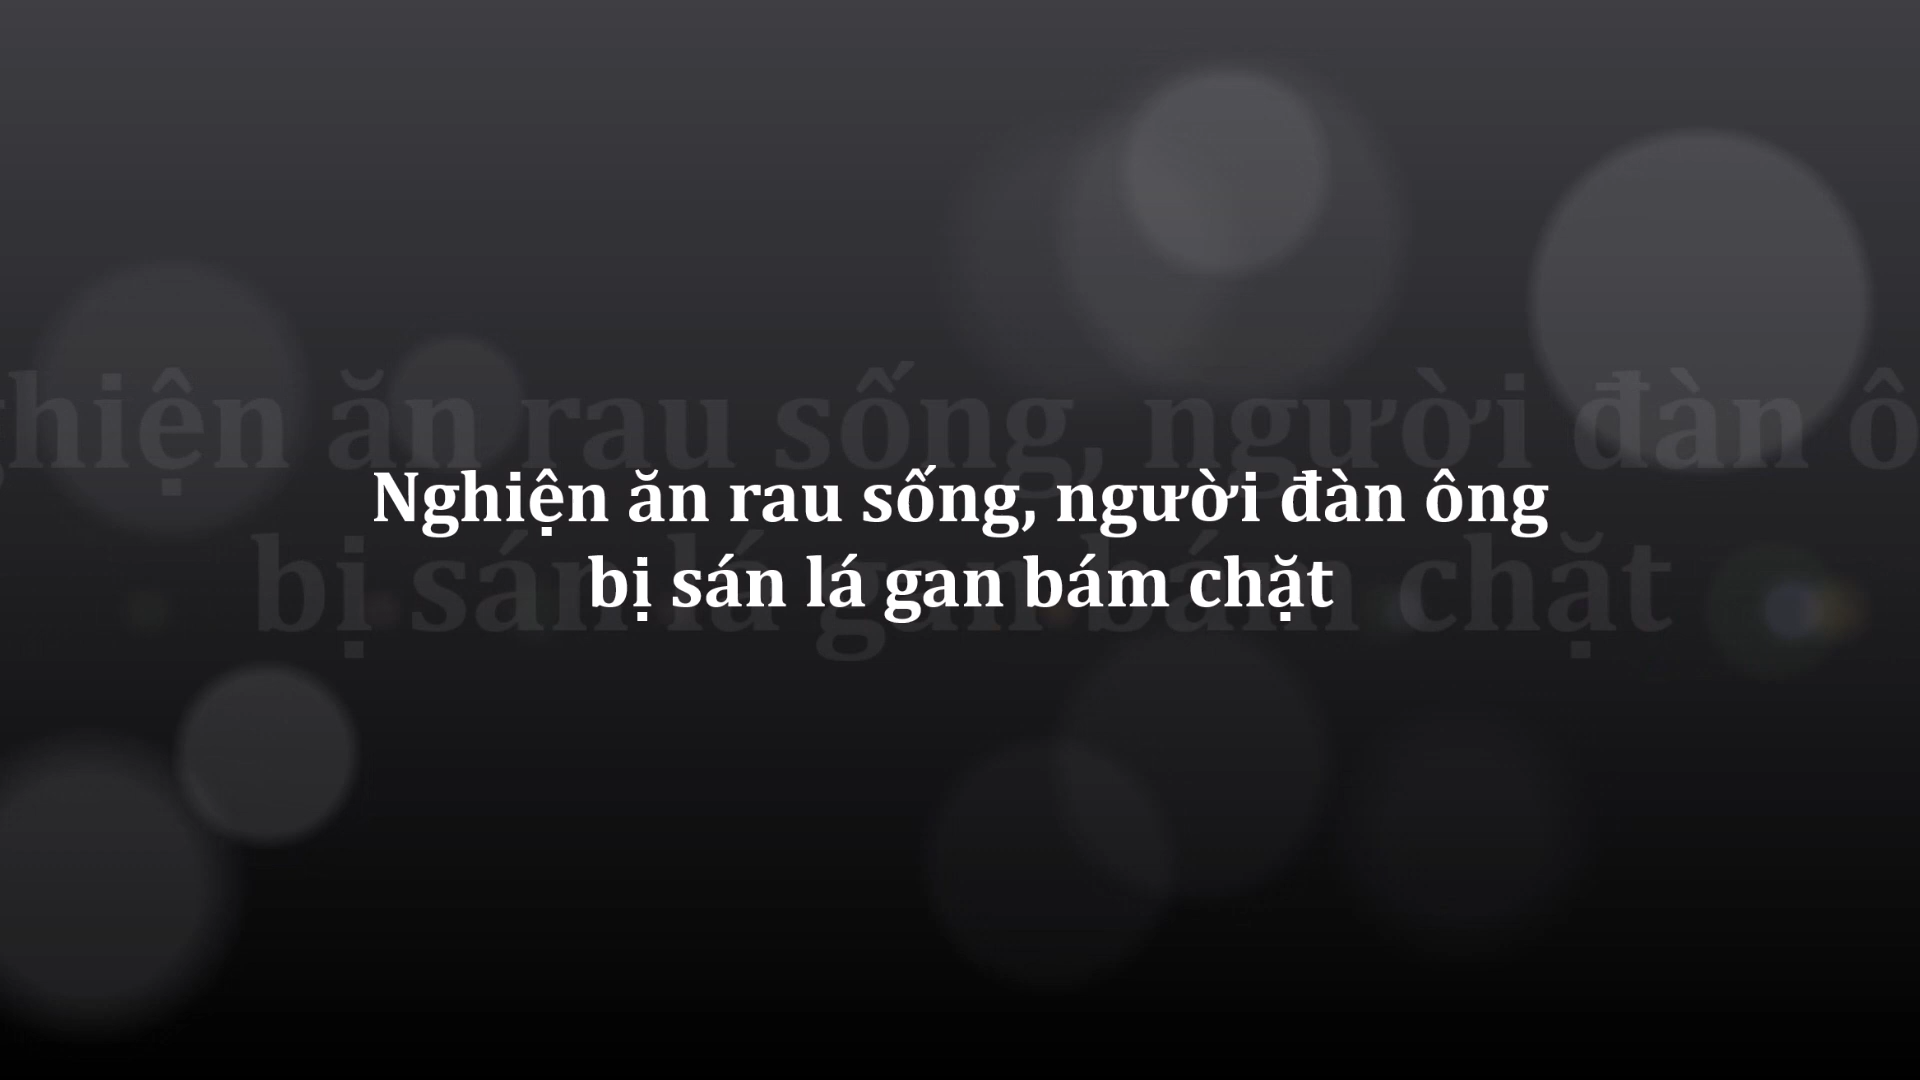 Nghiện ăn rau sống, người đàn ông
bị sán lá gan bám chặt